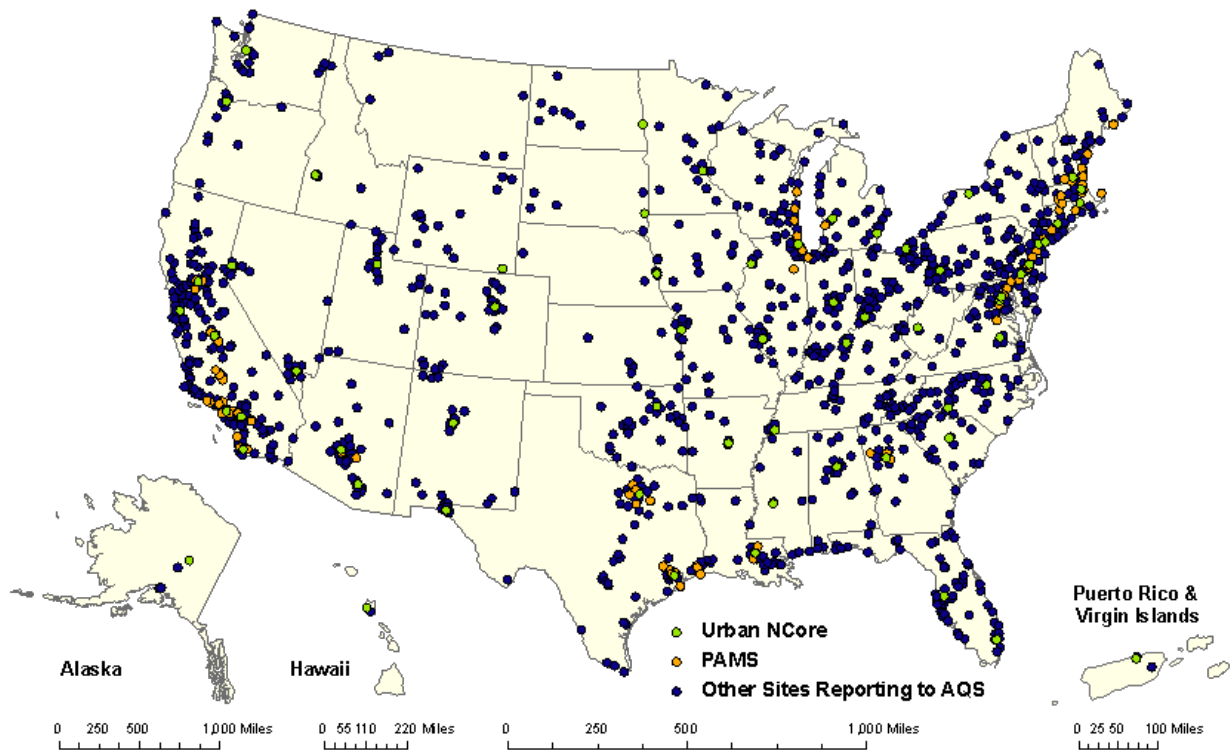 Puerto Rico &
Virgin Islands
Urban NCore
PAMS
Other Sites Reporting to AQS
Alaska
Hawaii
0 250 500 1,000 Miles
0 55 110 220 Miles
0 250 500 1,000 Miles
0 25 50 100 Miles